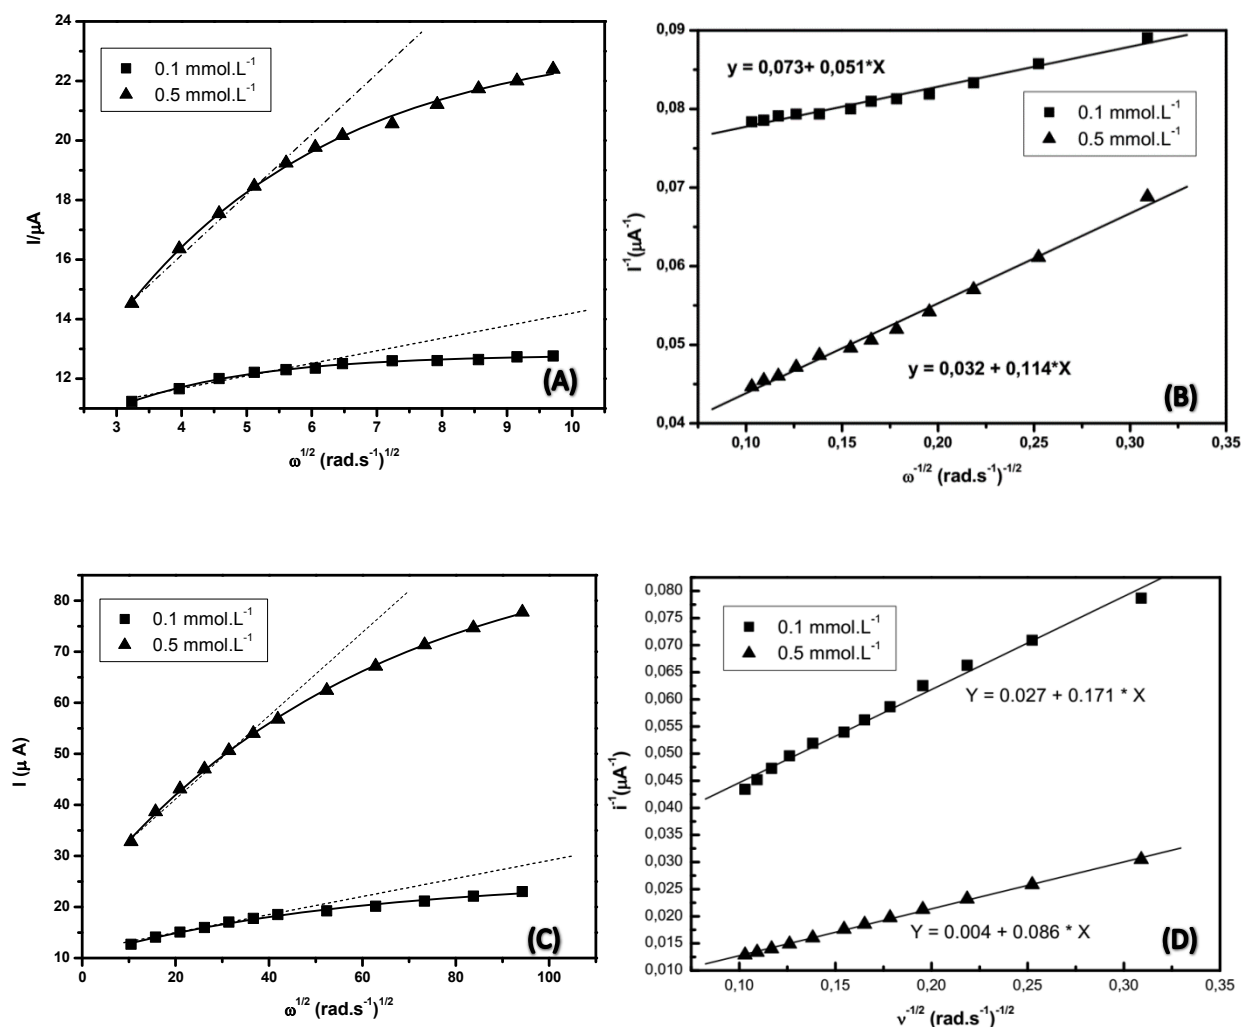 24
22
20
18
16
14
12
I/μA
0.1 mmol.L⁻¹
0.5 mmol.L⁻¹
(A)
3 4 5 6 7 8 9 10
ω^1/2 (rad.s⁻¹)^1/2
0,09
0,08
0,07
0,06
0,05
0,04
I⁻¹(μA⁻¹)
y = 0,073+ 0,051*X
0.1 mmol.L⁻¹
0.5 mmol.L⁻¹
y = 0,032 + 0,114*X
(B)
0,10 0,15 0,20 0,25 0,30 0,35
ω^-1/2 (rad.s⁻¹)^-1/2
80
70
60
50
40
30
20
10
I (μ A)
0.1 mmol.L⁻¹
0.5 mmol.L⁻¹
(C)
0 20 40 60 80 100
ω^1/2 (rad.s⁻¹)^1/2
0,080
0,075
0,070
0,065
0,060
0,055
0,050
0,045
0,040
0,035
0,030
0,025
0,020
0,015
0,010
i⁻¹(μA⁻¹)
0.1 mmol.L⁻¹
0.5 mmol.L⁻¹
Y = 0.027 + 0.171 * X
Y = 0.004 + 0.086 * X
(D)
0,10 0,15 0,20 0,25 0,30 0,35
ν^-1/2 (rad.s⁻¹)^-1/2